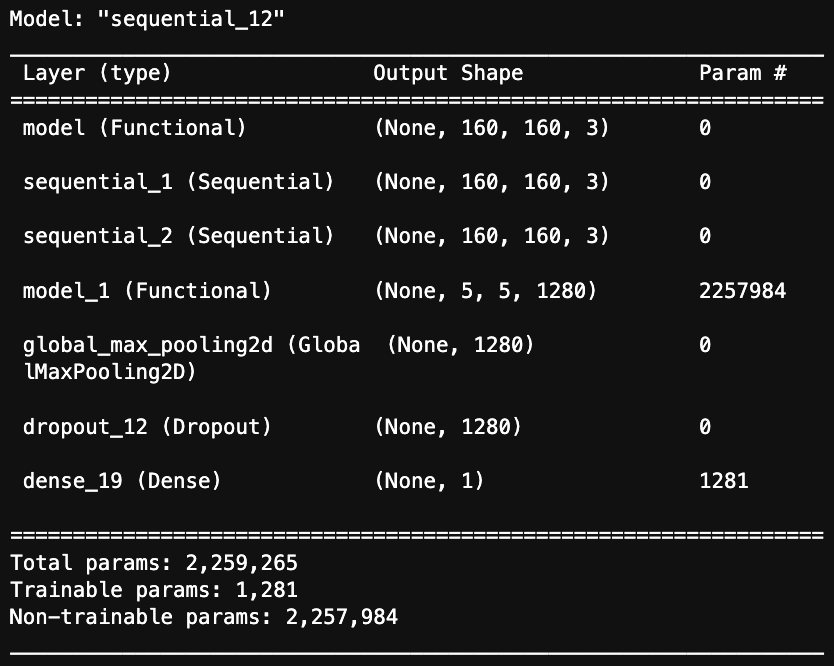 Model: "sequential_12"
Layer (type) Output Shape Param #
model (Functional) (None, 160, 160, 3) 0
sequential_1 (Sequential) (None, 160, 160, 3) 0
sequential_2 (Sequential) (None, 160, 160, 3) 0
model_1 (Functional) (None, 5, 5, 1280) 2257984
global_max_pooling2d (Globa (None, 1280) 0
lMaxPooling2D)
dropout_12 (Dropout) (None, 1280) 0
dense_19 (Dense) (None, 1) 1281
Total params: 2,259,265
Trainable params: 1,281
Non-trainable params: 2,257,984